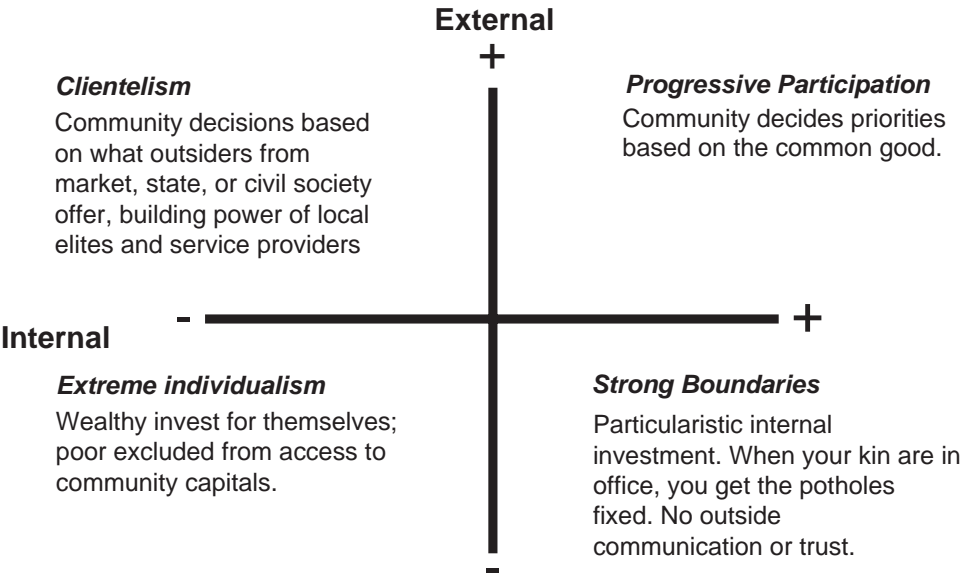 External
+
Clientelism
Community decisions based
on what outsiders from
market, state, or civil society
offer, building power of local
elites and service providers
Progressive Participation
Community decides priorities
based on the common good.
Internal
-
+
Extreme individualism
Wealthy invest for themselves;
poor excluded from access to
community capitals.
Strong Boundaries
Particularistic internal
investment. When your kin are in
office, you get the potholes
fixed. No outside
communication or trust.
-